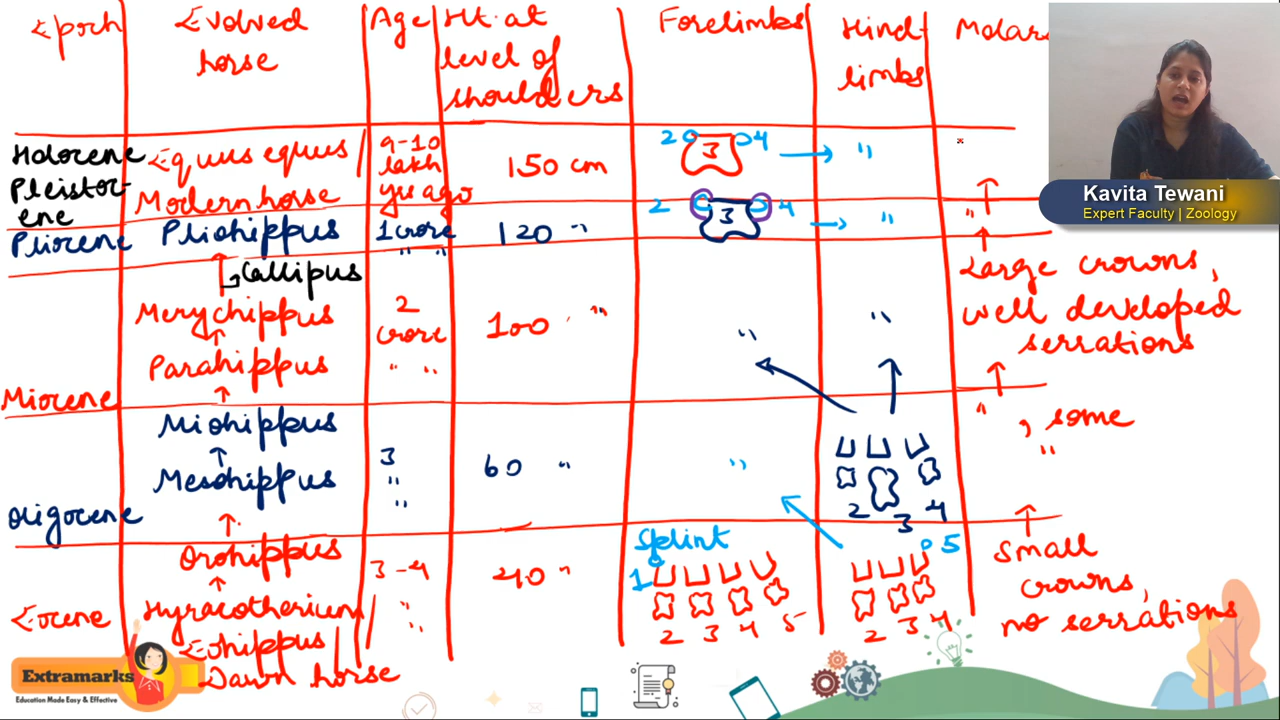 Epoch Evolved horse Age Ht. at level of shoulders Forelimbs Hind limbs Molars
Holocene Pleistocene Equus equus / Modern horse 9-10 lakh yrs ago 150 cm 2 3 4 → "
Pliocene Pliohippus 1 crore " " 120 " 2 3 4 → " "
Callipus
Merychippus 2 crore 100 " " " Large crowns, well developed serrations
Parahippus " "
Miocene
Miohippus " , some "
Mesohippus 3 " " 60 " " 2 3 4
Oligocene
Orohippus 3-4 " " 40 " Splint 1 2 3 4 5 5 2 3 4 Small crowns, no serrations
Eocene Hyracotherium / Eohippus / Dawn horse
Kavita Tewani
Expert Faculty | Zoology
Extramarks
Education Made Easy & Effective